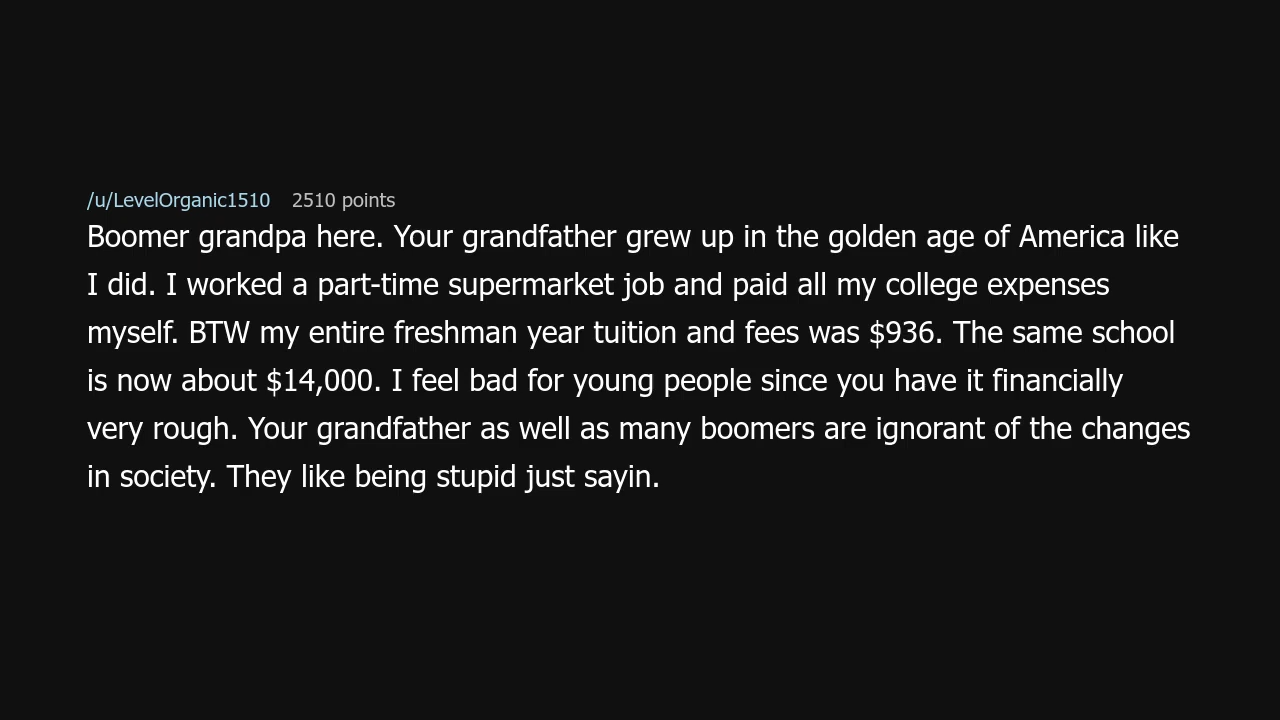 /u/LevelOrganic1510 2510 points
Boomer grandpa here. Your grandfather grew up in the golden age of America like
I did. I worked a part-time supermarket job and paid all my college expenses
myself. BTW my entire freshman year tuition and fees was $936. The same school
is now about $14,000. I feel bad for young people since you have it financially
very rough. Your grandfather as well as many boomers are ignorant of the changes
in society. They like being stupid just sayin.